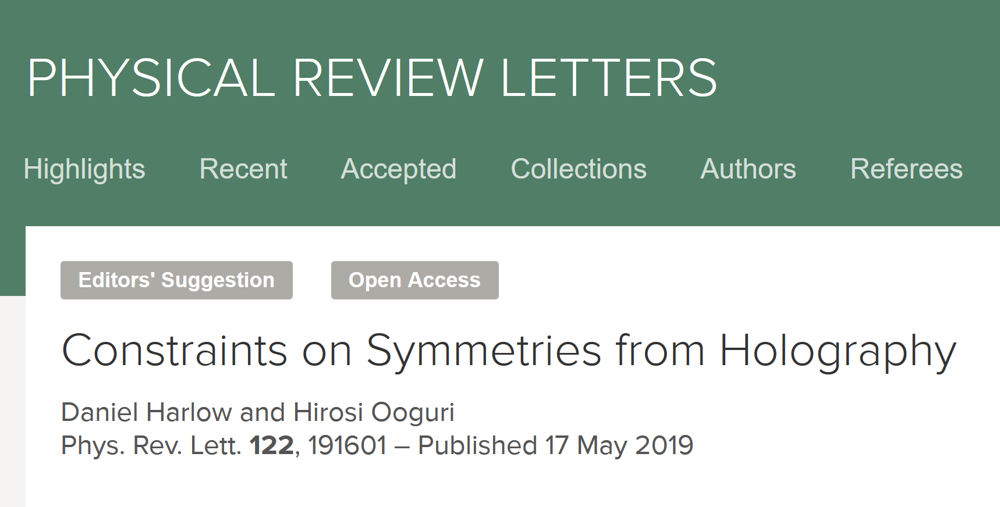 PHYSICAL REVIEW LETTERS
Highlights Recent Accepted Collections Authors Referees
Editors' Suggestion Open Access
Constraints on Symmetries from Holography
Daniel Harlow and Hirosi Ooguri
Phys. Rev. Lett. 122, 191601 – Published 17 May 2019